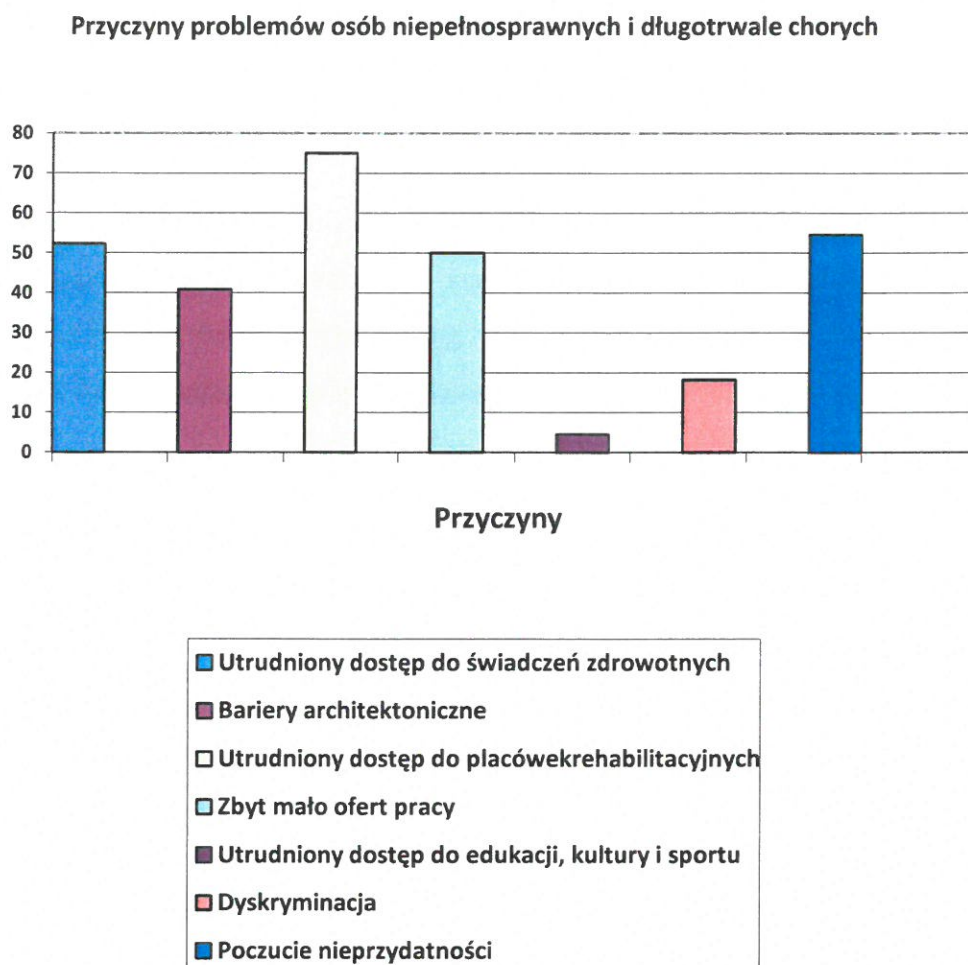 Przyczyny problemów osób niepełnosprawnych i długotrwale chorych
80
70
60
50
40
30
20
10
0
Przyczyny
Utrudniony dostęp do świadczeń zdrowotnych
Bariery architektoniczne
Utrudniony dostęp do placówekrehabilitacyjnych
Zbyt mało ofert pracy
Utrudniony dostęp do edukacji, kultury i sportu
Dyskryminacja
Poczucie nieprzydatności